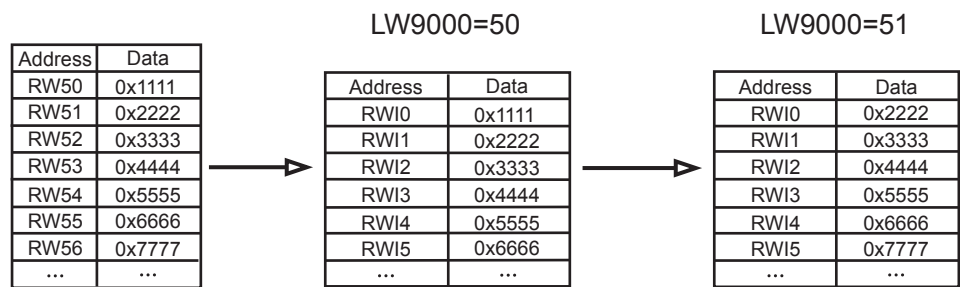 LW9000=50
LW9000=51
Address Data
RW50 0x1111
RW51 0x2222
RW52 0x3333
RW53 0x4444
RW54 0x5555
RW55 0x6666
RW56 0x7777
... ...
Address Data
RWI0 0x1111
RWI1 0x2222
RWI2 0x3333
RWI3 0x4444
RWI4 0x5555
RWI5 0x6666
... ...
Address Data
RWI0 0x2222
RWI1 0x3333
RWI2 0x4444
RWI3 0x5555
RWI4 0x6666
RWI5 0x7777
... ...